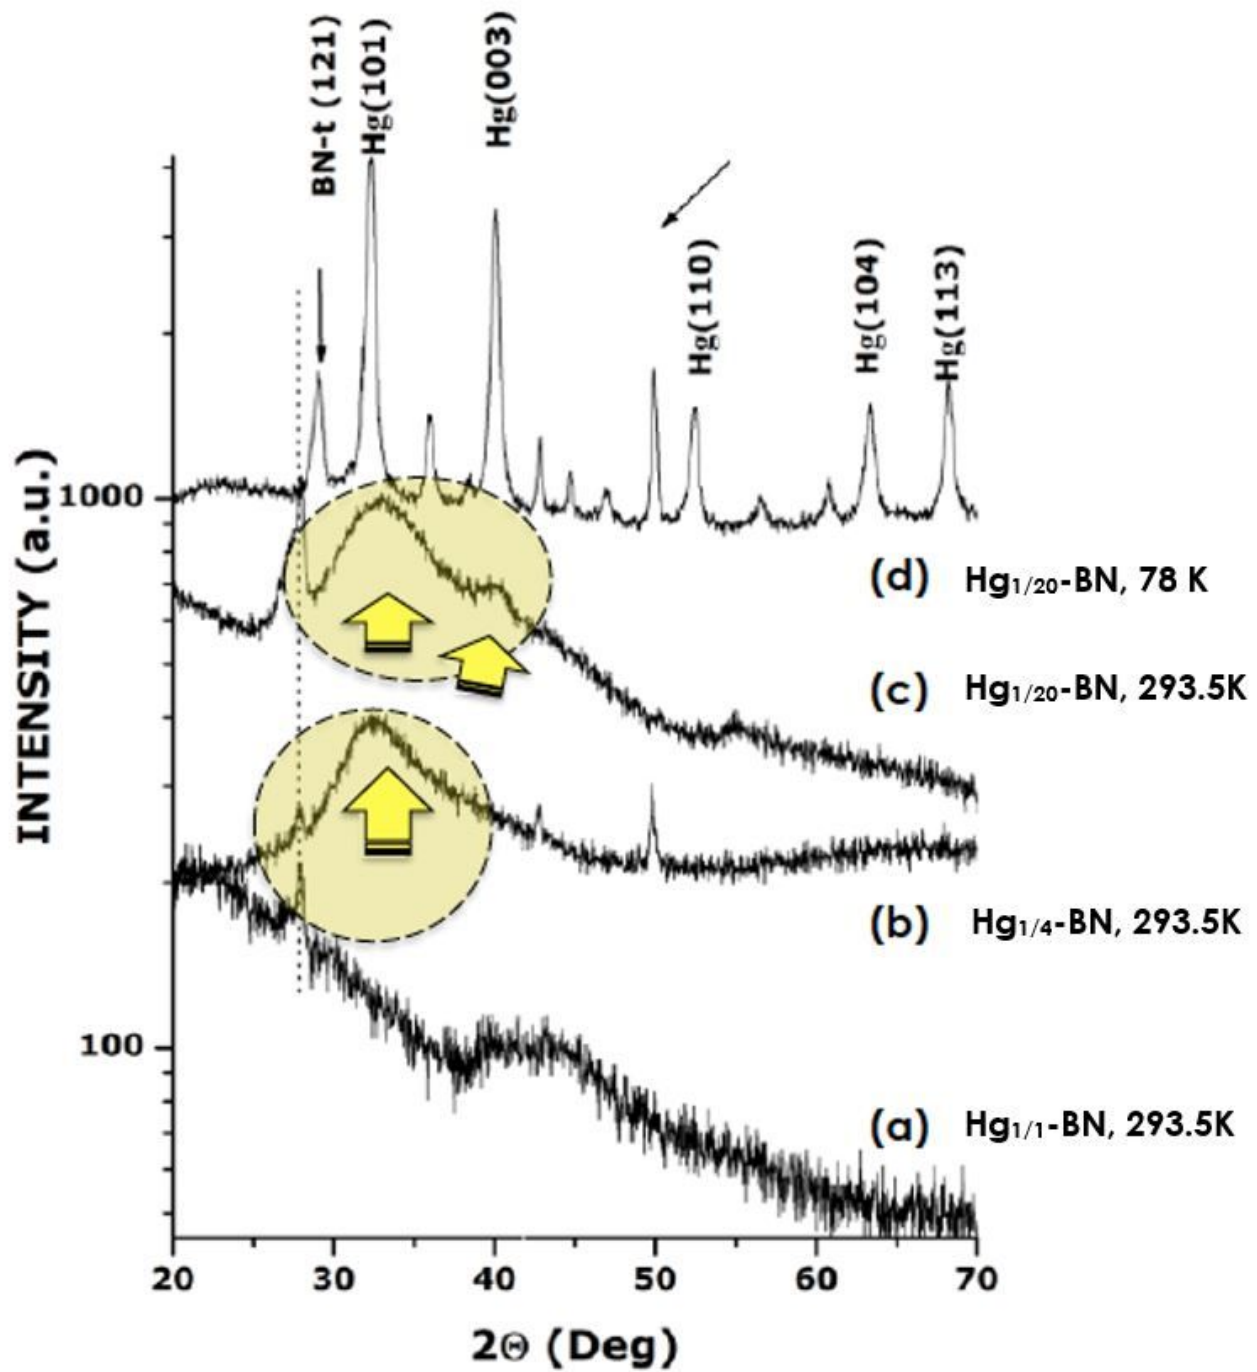 BN-t (121)
Hg(101)
Hg(003)
Hg(110)
Hg(104)
Hg(113)
INTENSITY (a.u.)
1000
100
(d) Hg1/20-BN, 78 K
(c) Hg1/20-BN, 293.5K
(b) Hg1/4-BN, 293.5K
(a) Hg1/1-BN, 293.5K
20 30 40 50 60 70
2Θ (Deg)